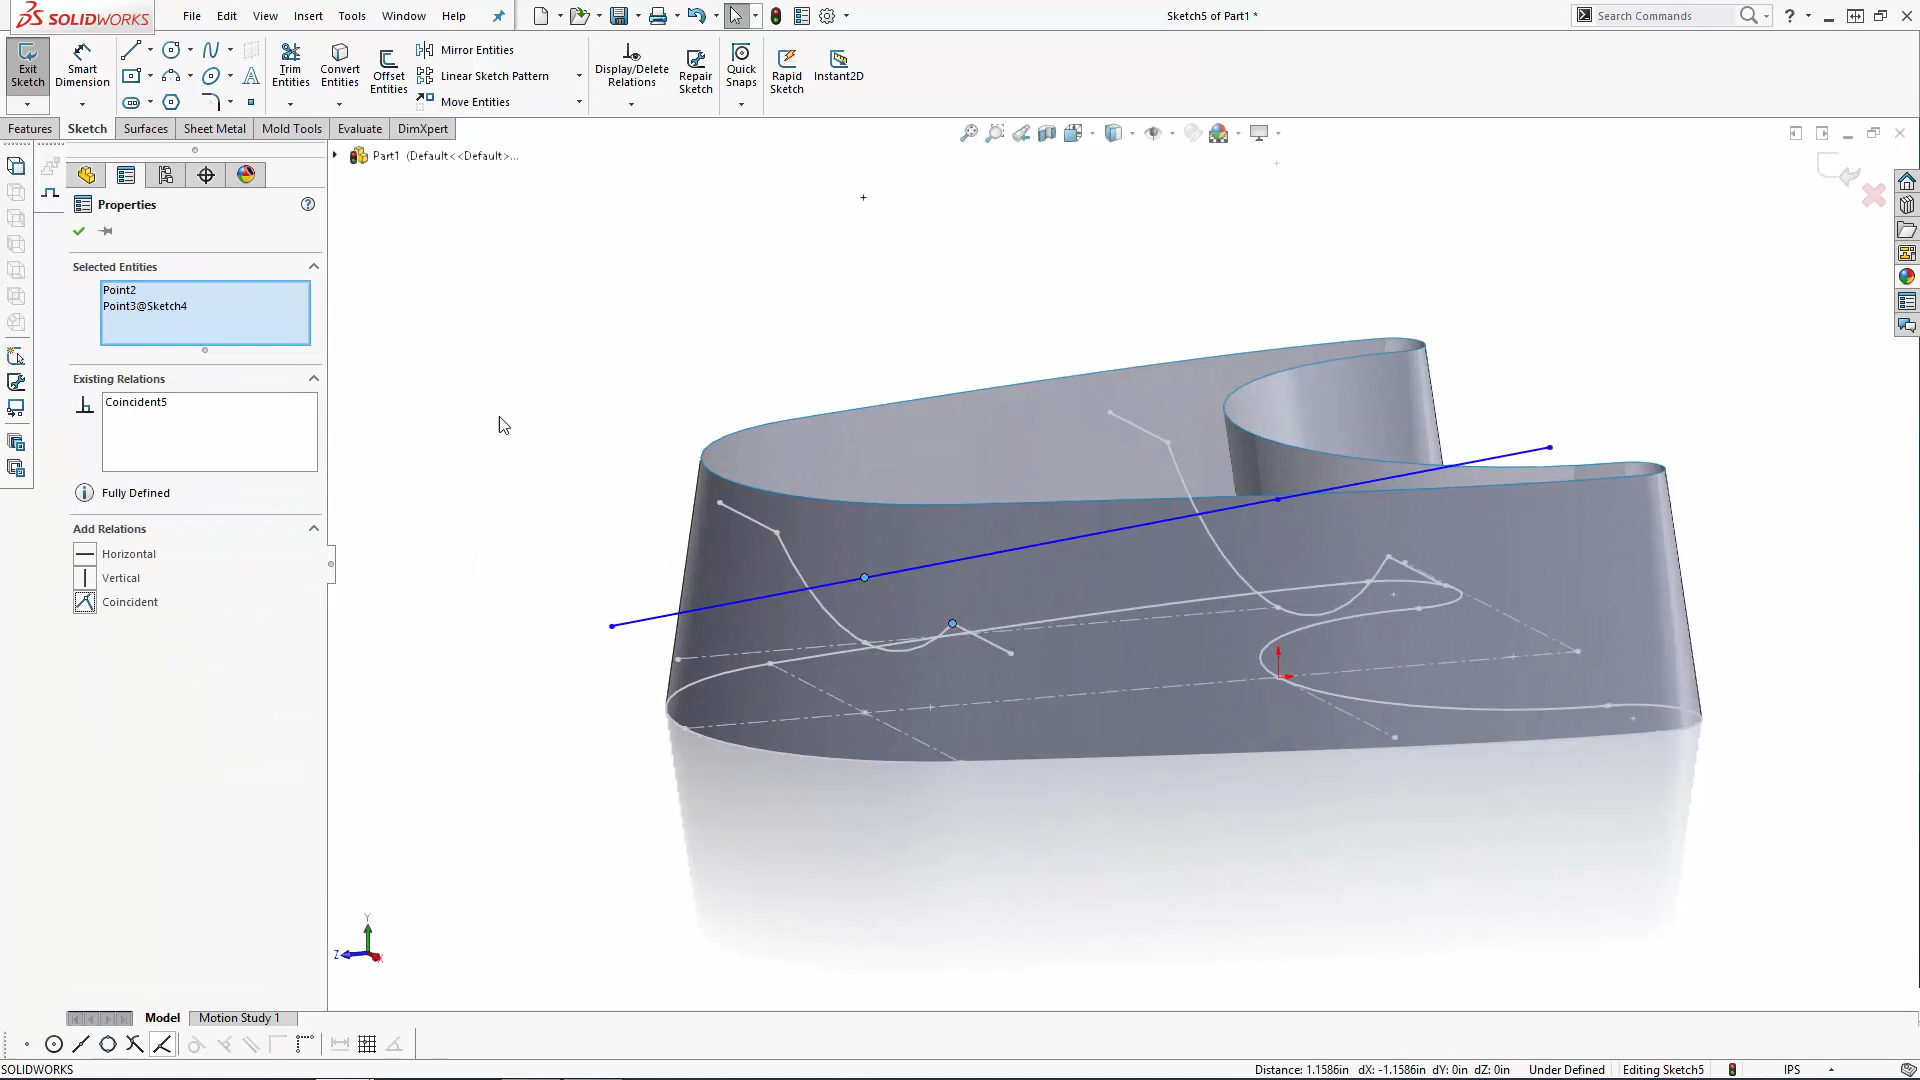 SOLIDWORKS
File Edit View Insert Tools Window Help
Sketch5 of Part1 *
Search Commands
?
Exit Sketch
Smart Dimension
Trim Entities
Convert Entities
Offset Entities
Mirror Entities
Linear Sketch Pattern
Move Entities
Display/Delete Relations
Repair Sketch
Quick Snaps
Rapid Sketch
Instant2D
Features Sketch Surfaces Sheet Metal Mold Tools Evaluate DimXpert
Part1 (Default<<Default>...
Properties
Selected Entities
Point2
Point3@Sketch4
Existing Relations
Coincident5
Fully Defined
Add Relations
Horizontal
Vertical
Coincident
Y
Z
X
Model Motion Study 1
SOLIDWORKS
Distance: 1.1586in dX: -1.1586in dY: 0in dZ: 0in Under Defined Editing Sketch5 IPS